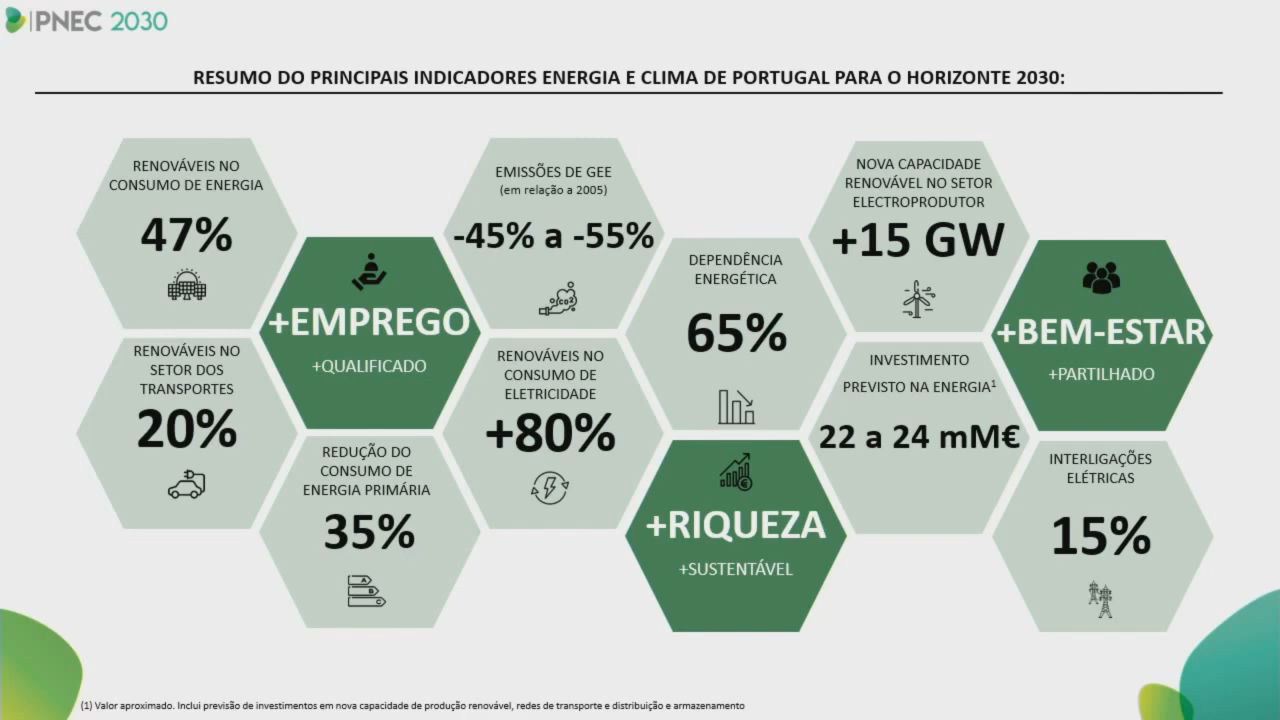 PNEC 2030
RESUMO DO PRINCIPAIS INDICADORES ENERGIA E CLIMA DE PORTUGAL PARA O HORIZONTE 2030:
RENOVÁVEIS NO
CONSUMO DE ENERGIA
47%
RENOVÁVEIS NO
SETOR DOS
TRANSPORTES
20%
+EMPREGO
+QUALIFICADO
REDUÇÃO DO
CONSUMO DE
ENERGIA PRIMÁRIA
35%
A
B
C
EMISSÕES DE GEE
(em relação a 2005)
-45% a -55%
CO2
RENOVÁVEIS NO
CONSUMO DE
ELETRICIDADE
+80%
DEPENDÊNCIA
ENERGÉTICA
65%
+RIQUEZA
+SUSTENTÁVEL
NOVA CAPACIDADE
RENOVÁVEL NO SETOR
ELECTROPRODUTOR
+15 GW
INVESTIMENTO
PREVISTO NA ENERGIA¹
22 a 24 mM€
+BEM-ESTAR
+PARTILHADO
INTERLIGAÇÕES
ELÉTRICAS
15%
(1) Valor aproximado. Inclui previsão de investimentos em nova capacidade de produção renovável, redes de transporte e distribuição e armazenamento